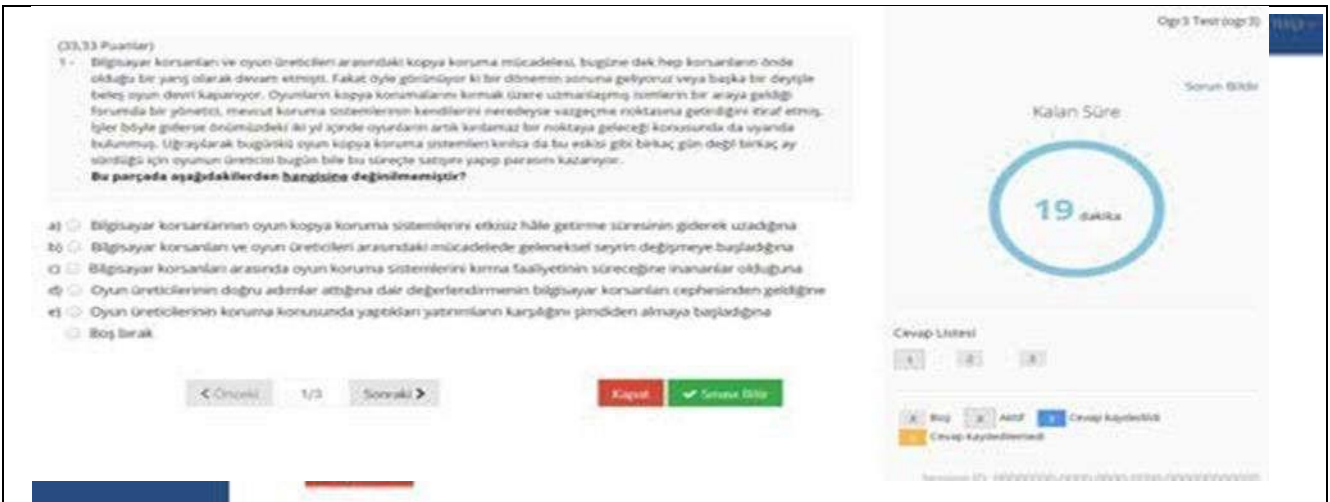 Ogr3 Test (ogr3)
(33,33 Puanlar)
1 - Bilgisayar korsanları ve oyun üreticileri arasındaki kopya koruma mücadelesi, bugüne dek hep korsanların önde
olduğu bir yarış olarak devam etmişti. Fakat öyle görünüyor ki bir dönemin sonuna geliyoruz veya başka bir deyişle
beleş oyun devri kapanıyor. Oyunların kopya korumalarını kırmak üzere uzmanlaşmış isimlerin bir araya geldiği
forumda bir yönetici, mevcut koruma sistemlerinin kendilerini neredeyse vazgeçme noktasına getirdiğini itiraf etmiş.
İşler böyle giderse önümüzdeki iki yıl içinde oyunların artık kırılamaz bir noktaya geleceği konusunda da uyarıda
bulunmuş. Uğraşılarak bugünkü oyun kopya koruma sistemleri kırılsa da bu eskisi gibi birkaç gün değil birkaç ay
sürdüğü için oyunun üreticisi bugün bile bu süreçte satışını yapıp parasını kazanıyor.
Bu parçada aşağıdakilerden hangisine değinilmemiştir?
a) Bilgisayar korsanlarının oyun kopya koruma sistemlerini etkisiz hâle getirme süresinin giderek uzadığına
b) Bilgisayar korsanları ve oyun üreticileri arasındaki mücadelede geleneksel seyrin değişmeye başladığına
c) Bilgisayar korsanları arasında oyun koruma sistemlerini kırma faaliyetinin süreceğine inananlar olduğuna
d) Oyun üreticilerinin doğru adımlar attığına dair değerlendirmenin bilgisayar korsanları cephesinden geldiğine
e) Oyun üreticilerinin koruma konusunda yaptıkları yatırımların karşılığını şimdiden almaya başladığına
Boş bırak
Önceki 1/3 Sonraki Kapat Sınavı Bitir
Sorun Bildir
Kalan Süre
19 dakika
Cevap Listesi
1 2 3
Boş Aktif Cevap kaydedildi
Cevap Kaydedilemedi